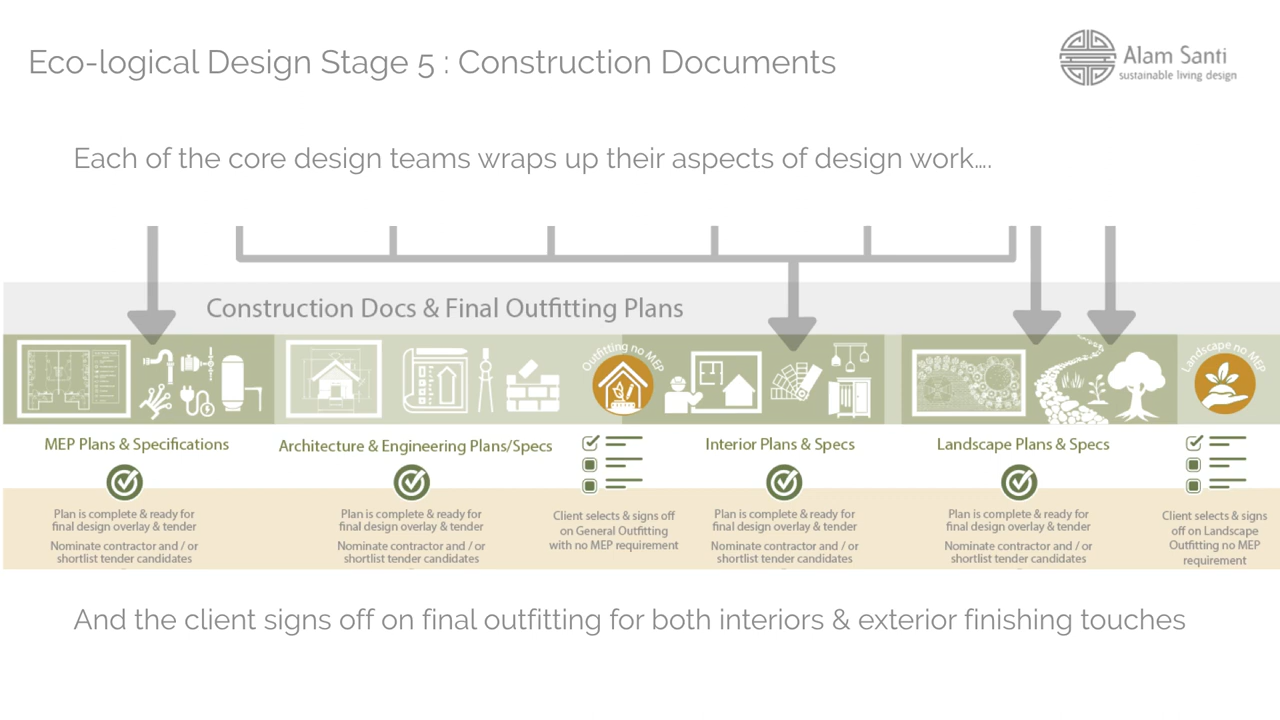 Eco-logical Design Stage 5 : Construction Documents
Alam Santi
sustainable living design
Each of the core design teams wraps up their aspects of design work....
Construction Docs & Final Outfitting Plans
Outfitting no MEP
Landscape no MEP
MEP Plans & Specifications
Architecture & Engineering Plans/Specs
Interior Plans & Specs
Landscape Plans & Specs
Plan is complete & ready for
final design overlay & tender
Nominate contractor and / or
shortlist tender candidates
Plan is complete & ready for
final design overlay & tender
Nominate contractor and / or
shortlist tender candidates
Client selects & signs off
on General Outfitting
with no MEP requirement
Plan is complete & ready for
final design overlay & tender
Nominate contractor and / or
shortlist tender candidates
Plan is complete & ready for
final design overlay & tender
Nominate contractor and / or
shortlist tender candidates
Client selects & signs
off on Landscape
Outfitting no MEP
requirement
And the client signs off on final outfitting for both interiors & exterior finishing touches